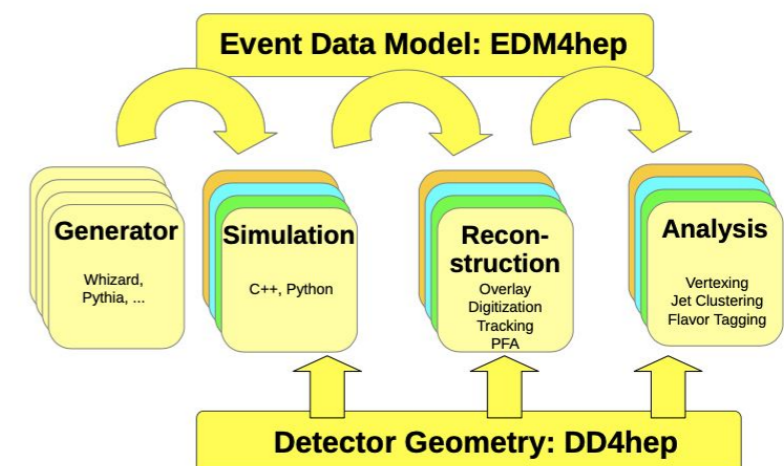 Event Data Model: EDM4hep
Generator
Whizard,
Pythia, ...
Simulation
C++, Python
Recon-
struction
Overlay
Digitization
Tracking
PFA
Analysis
Vertexing
Jet Clustering
Flavor Tagging
Detector Geometry: DD4hep